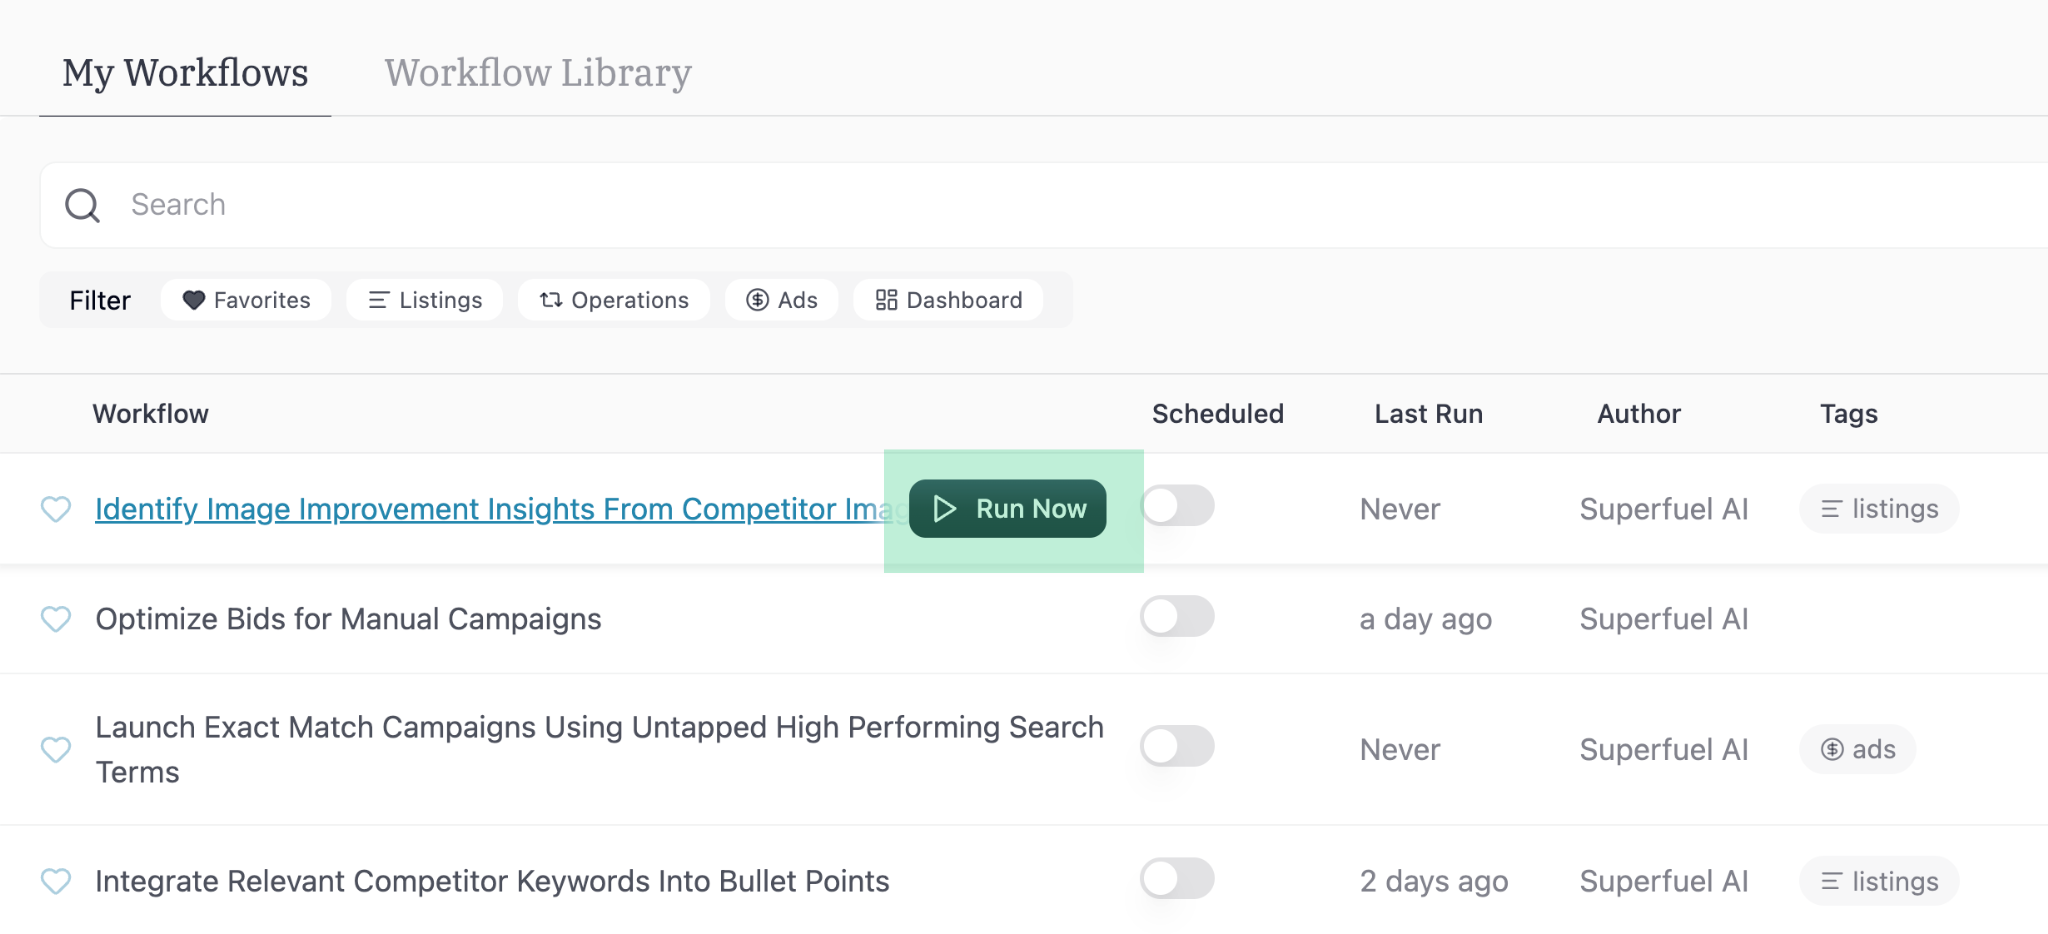 My Workflows Workflow Library
Search
Filter Favorites Listings Operations Ads Dashboard
Workflow Scheduled Last Run Author Tags
Identify Image Improvement Insights From Competitor Run Now Never Superfuel AI listings
Optimize Bids for Manual Campaigns a day ago Superfuel AI
Launch Exact Match Campaigns Using Untapped High Performing Search
Terms Never Superfuel AI ads
Integrate Relevant Competitor Keywords Into Bullet Points 2 days ago Superfuel AI listings